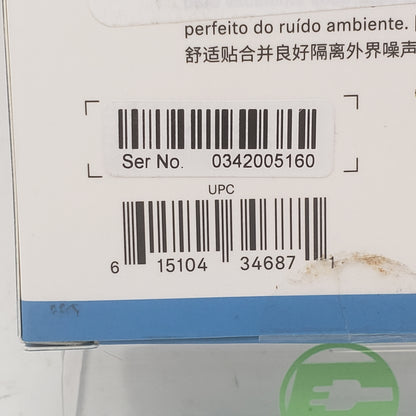 perfeito do ruído ambiente.
舒适贴合并良好隔离外界噪声
Ser No. 0342005160
UPC
6 15104 34687 1